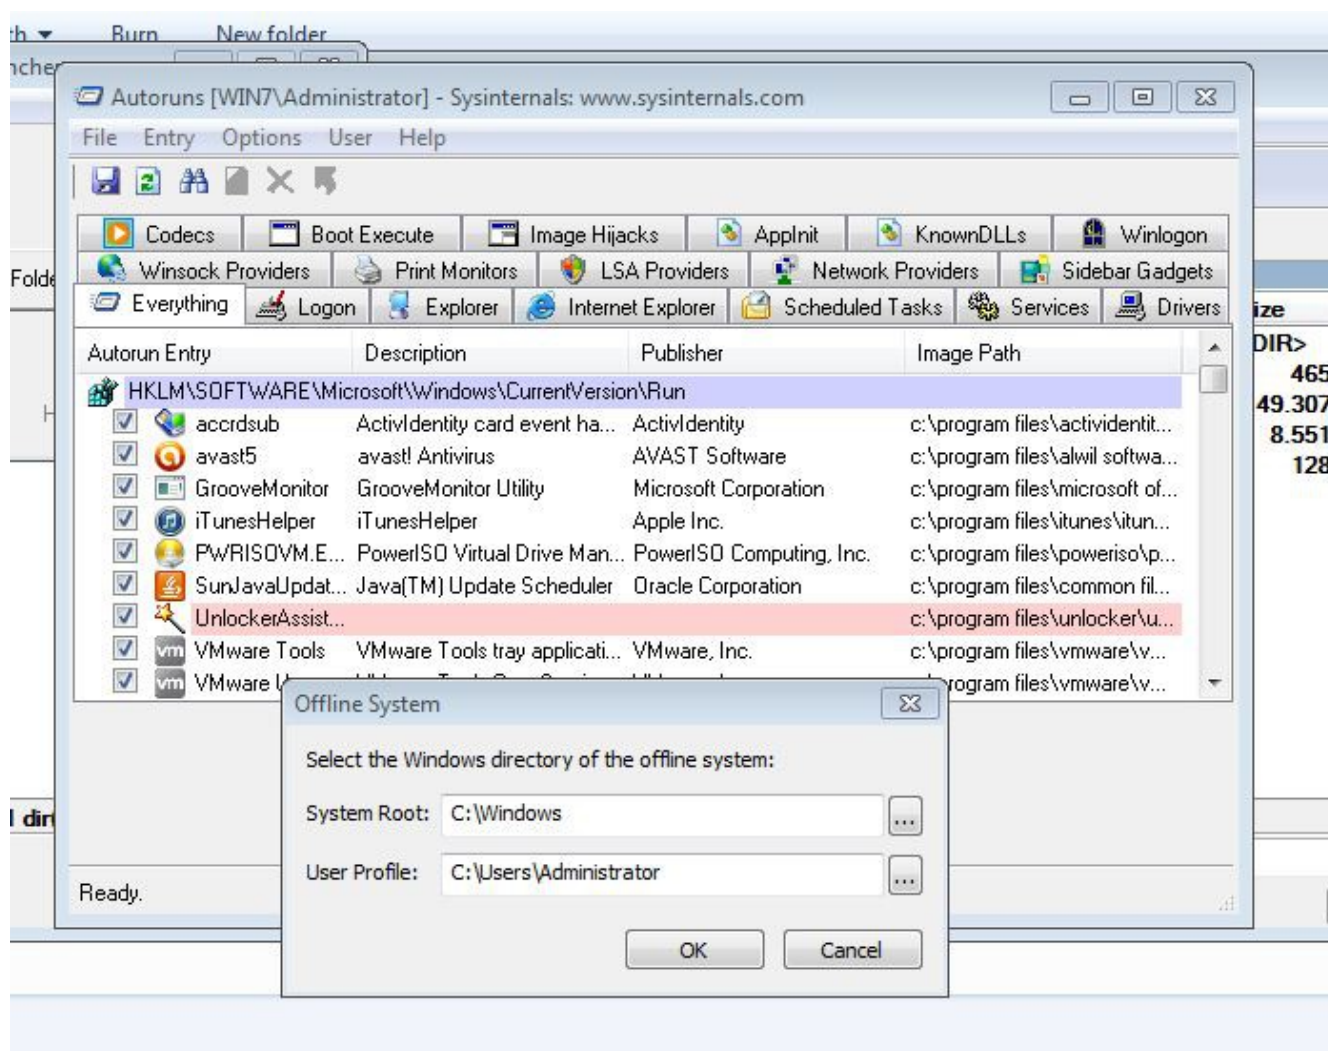 Burn New folder
Autoruns [WIN7\Administrator] - Sysinternals: www.sysinternals.com
File Entry Options User Help
Codecs Boot Execute Image Hijacks AppInit KnownDLLs Winlogon
Winsock Providers Print Monitors LSA Providers Network Providers Sidebar Gadgets
Everything Logon Explorer Internet Explorer Scheduled Tasks Services Drivers
Autorun Entry Description Publisher Image Path
HKLM\SOFTWARE\Microsoft\Windows\CurrentVersion\Run
accrdsub ActivIdentity card event ha... ActivIdentity c:\program files\actividentit...
avast5 avast! Antivirus AVAST Software c:\program files\alwil softwa...
GrooveMonitor GrooveMonitor Utility Microsoft Corporation c:\program files\microsoft of...
iTunesHelper iTunesHelper Apple Inc. c:\program files\itunes\itun...
PWRISOVM.E... PowerISO Virtual Drive Man... PowerISO Computing, Inc. c:\program files\poweriso\p...
SunJavaUpdat... Java(TM) Update Scheduler Oracle Corporation c:\program files\common fil...
UnlockerAssist... c:\program files\unlocker\u...
VMware Tools VMware Tools tray applicati... VMware, Inc. c:\program files\vmware\v...
VMware
DIR>
465
49.307
8.551
128
Offline System
Select the Windows directory of the offline system:
System Root: C:\Windows ...
User Profile: C:\Users\Administrator ...
OK Cancel
Ready.